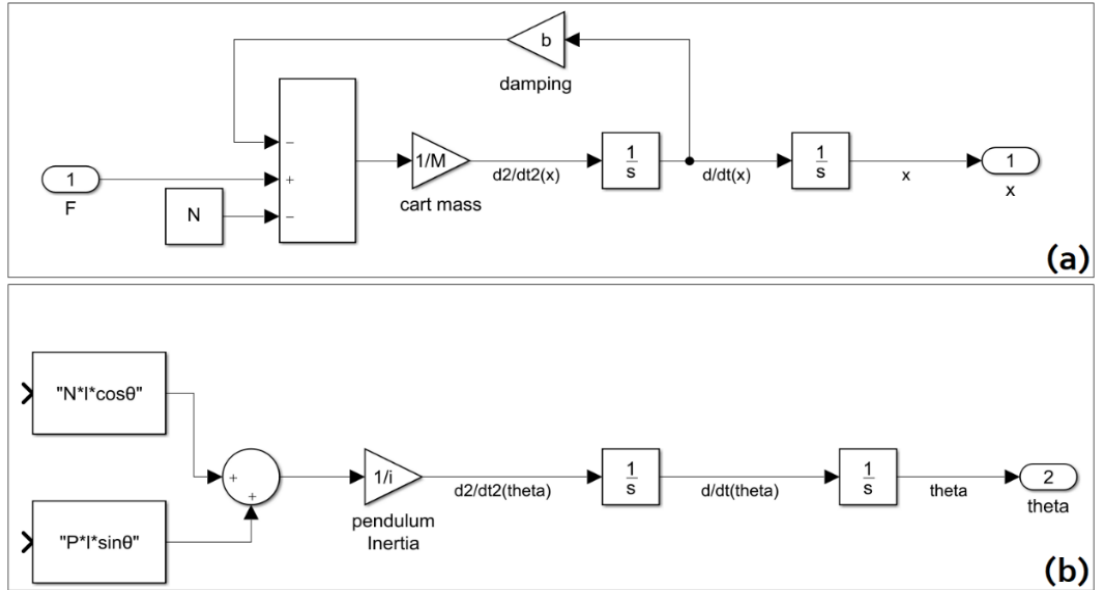 b
damping
−
+
−
1
F
N
1/M
cart mass
d2/dt2(x)
1
s
d/dt(x)
1
s
x
1
x
(a)
"N*l*cosθ"
"P*l*sinθ"
+
+
1/i
pendulum
Inertia
d2/dt2(theta)
1
s
d/dt(theta)
1
s
theta
2
theta
(b)